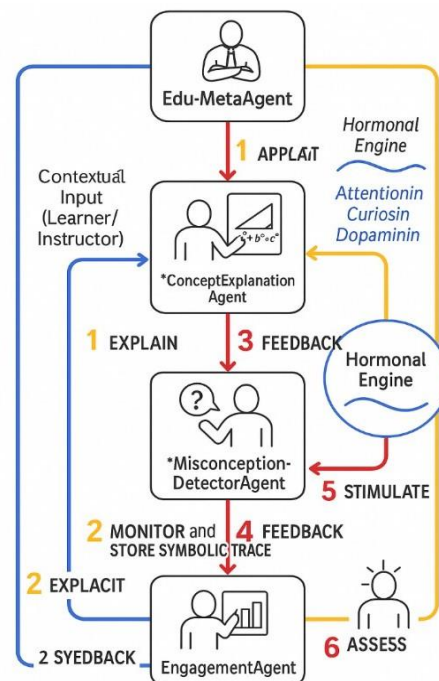 Edu-MetaAgent
1 APPLAIT
Hormonal
Engine
Attentionin
Curiosin
Dopaminin
Contextuál
Input
(Learner/
Instructor)
*ConceptExplanation
Agent
1 EXPLAIN
3 FEEDBACK
Hormonal
Engine
?
*Misconception-
DetectorAgent
5 STIMULATE
2 MONITOR and
STORE SYMBOLIC TRACE
4 FEEDBACK
2 EXPLACIT
2 SYEDBACK
EngagementAgent
6 ASSESS